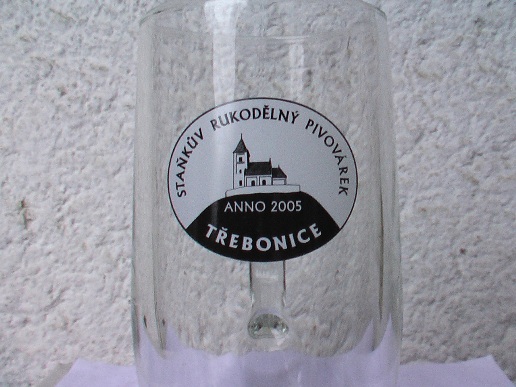 STAŇKŮV RUKODĚLNÝ PIVOVÁREK
ANNO 2005
TŘEBONICE